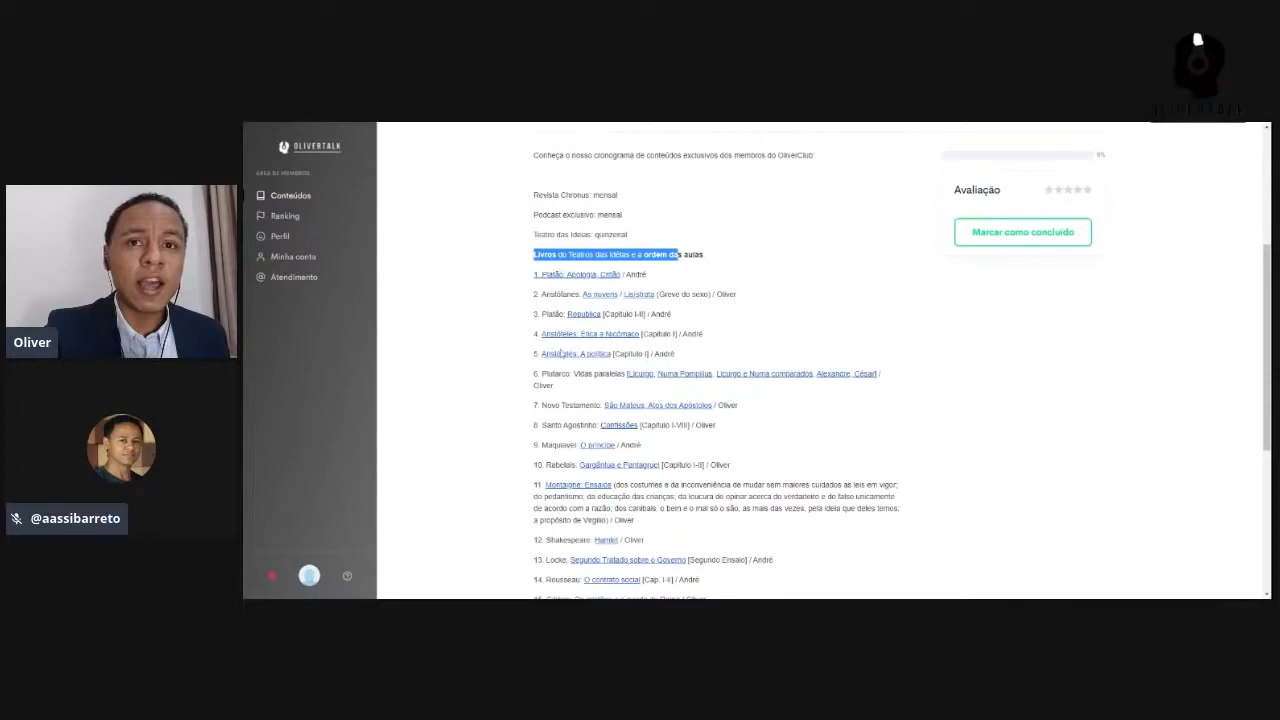 OLIVERTALK
OLIVERTALK
ÁREA DE MEMBROS
Conteúdos
Ranking
Perfil
Minha conta
Atendimento
Oliver
@aassibarreto
Conheça o nosso cronograma de conteúdos exclusivos dos membros do OliverClub:
Revista Chronus: mensal
Podcast exclusivo: mensal
Teatro das Ideias: quinzenal
Livros do Teatros das Idéias e a ordem das aulas
1. Platão: Apologia, Critão / André
2. Aristófanes: As nuvens / Lisístrata (Greve do sexo) / Oliver
3. Platão: República [Capítulo I-II] / André
4. Aristóteles: Ética a Nicômaco [Capítulo I] / André
5. Aristóteles: A política [Capítulo I] / André
6. Plutarco: Vidas paralelas [Licurgo, Numa Pompílius, Licurgo e Numa comparados, Alexandre, César] /
Oliver
7. Novo Testamento: São Mateus, Atos dos Apóstolos / Oliver
8. Santo Agostinho: Confissões [Capítulo I-VIII] / Oliver
9. Maquiavel: O príncipe / André
10. Rabelais: Gargântua e Pantagruel [Capítulo I-II] / Oliver
11. Montaigne: Ensaios (dos costumes e da inconveniência de mudar sem maiores cuidados as leis em vigor;
do pedantismo; da educação das crianças; da loucura de opinar acerca do verdadeiro e do falso unicamente
de acordo com a razão; dos canibais, o bem e o mal só o são, as mais das vezes, pela ideia que deles temos;
a propósito de Virgílio) / Oliver
12. Shakespeare: Hamlet / Oliver
13. Locke: Segundo Tratado sobre o Governo [Segundo Ensaio] / André
14. Rousseau: O contrato social [Cap. I-II] / André
Avaliação
Marcar como concluído